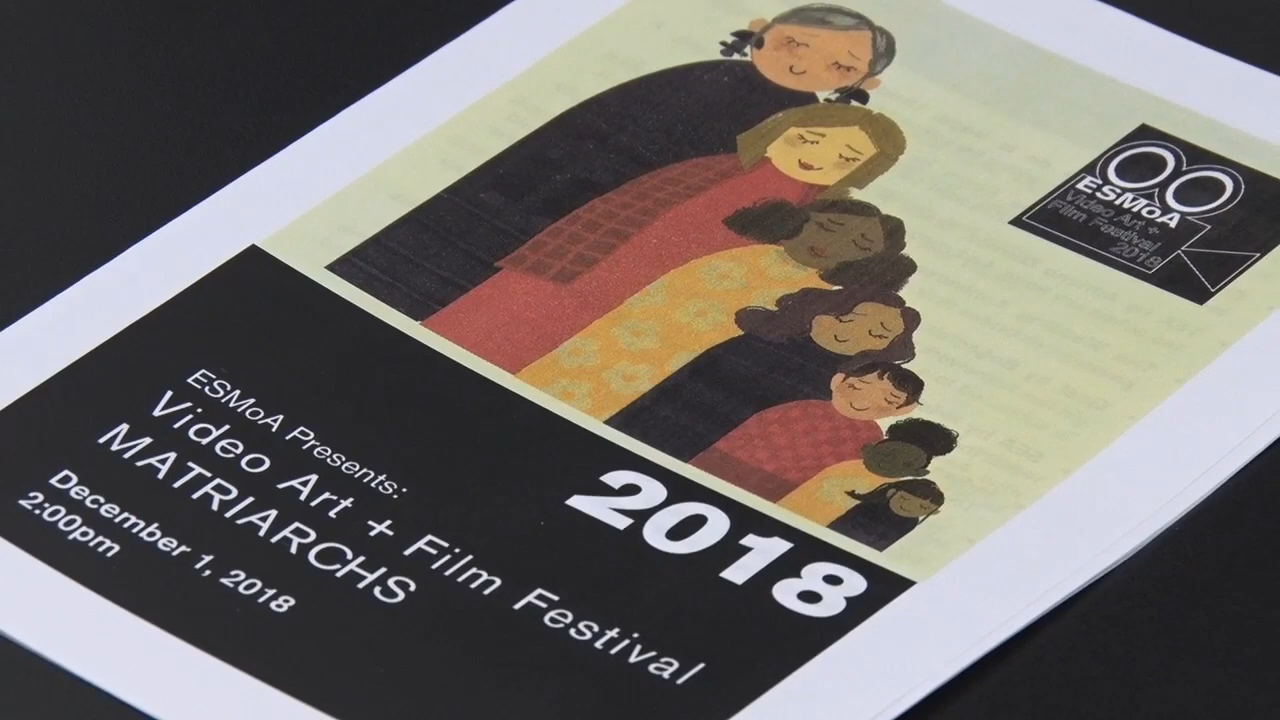 ESMoA
Video Art +
Film Festival
2018
2018
ESMoA Presents:
Video Art + Film Festival
MATRIARCHS
December 1, 2018
2:00pm